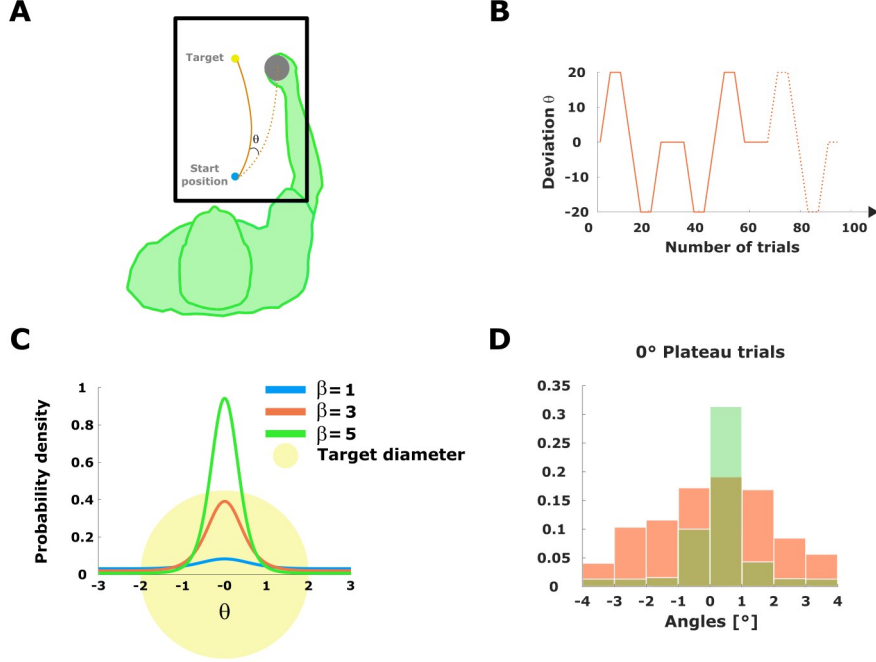 A
Target
θ
Start
position
B
Deviation θ
20
10
0
-10
-20
0
20
40
60
80
100
Number of trials
C
Probability density
1
0.8
0.6
0.4
0.2
0
-3
-2
-1
-0
1
2
3
θ
β= 1
β= 3
β= 5
Target diameter
D
0° Plateau trials
0.35
0.3
0.25
0.2
0.15
0.1
0.05
0
-4
-3
-2
-1
0
1
2
3
4
Angles [°]